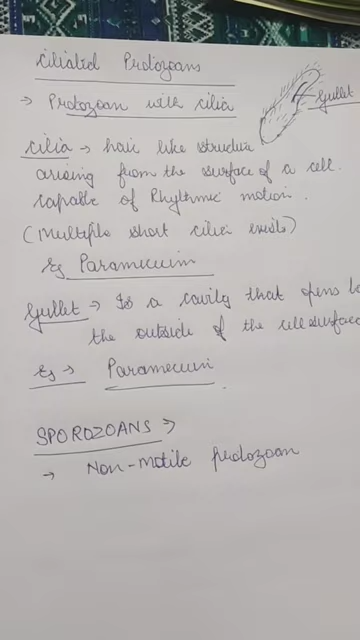 Ciliated Protozoans
→ Protozoan with cilia
Gullet
Cilia → hair like structure
arising from the surface of a cell.
capable of Rhythmic motion.
(Multiple short cilia exists)
Eg Paramecium
Gullet → Is a cavity that opens to
the outside of the cell surface
Eg → Paramecium
SPOROZOANS →
→ Non-motile protozoan